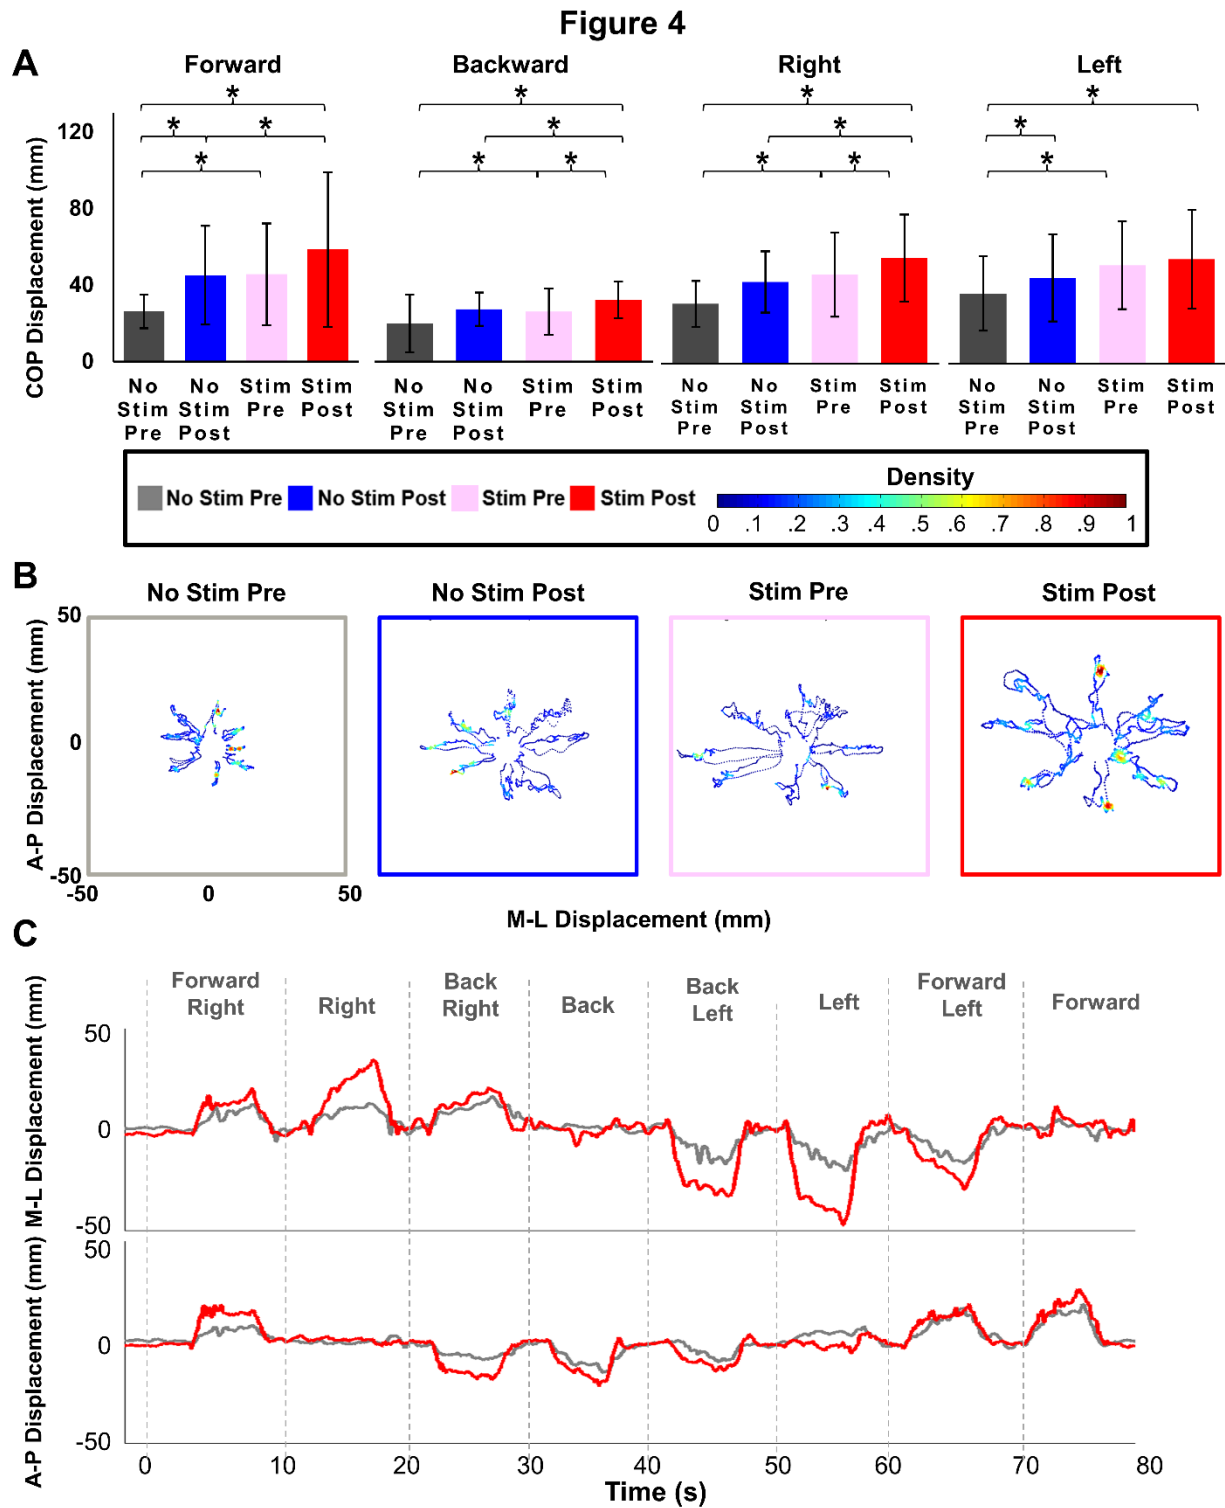 Figure 4
A
Forward
Backward
Right
Left
* * * *
* * * * *
* * * * * *
COP Displacement (mm)
120
80
40
0
No Stim Pre
No Stim Post
Stim Pre
Stim Post
No Stim Pre
No Stim Post
Stim Pre
Stim Post
No Stim Pre
No Stim Post
Stim Pre
Stim Post
No Stim Pre
No Stim Post
Stim Pre
Stim Post
No Stim Pre
No Stim Post
Stim Pre
Stim Post
Density
0 .1 .2 .3 .4 .5 .6 .7 .8 .9 1
B
No Stim Pre
No Stim Post
Stim Pre
Stim Post
A-P Displacement (mm)
50
0
-50
-50 0 50
M-L Displacement (mm)
C
Forward
Right
Right
Back
Right
Back
Back
Left
Left
Forward
Left
Forward
M-L Displacement (mm)
50
0
-50
A-P Displacement (mm)
50
0
-50
0 10 20 30 40 50 60 70 80
Time (s)